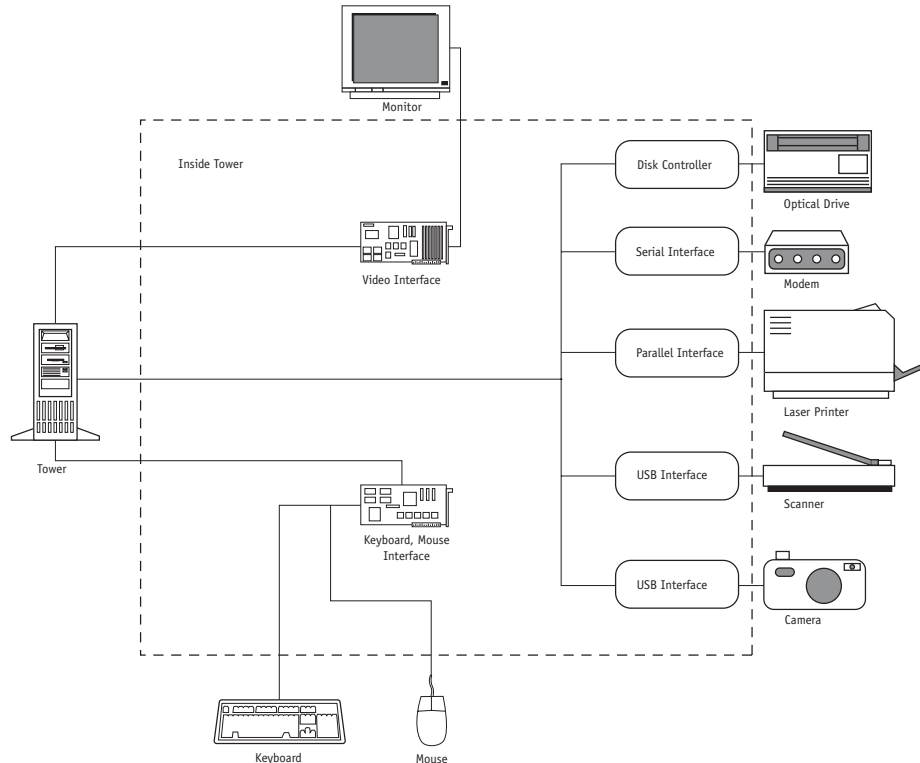 Monitor
Inside Tower
Disk Controller
Optical Drive
Serial Interface
Modem
Video Interface
Parallel Interface
Laser Printer
Tower
USB Interface
Scanner
Keyboard, Mouse
Interface
USB Interface
Camera
Keyboard
Mouse